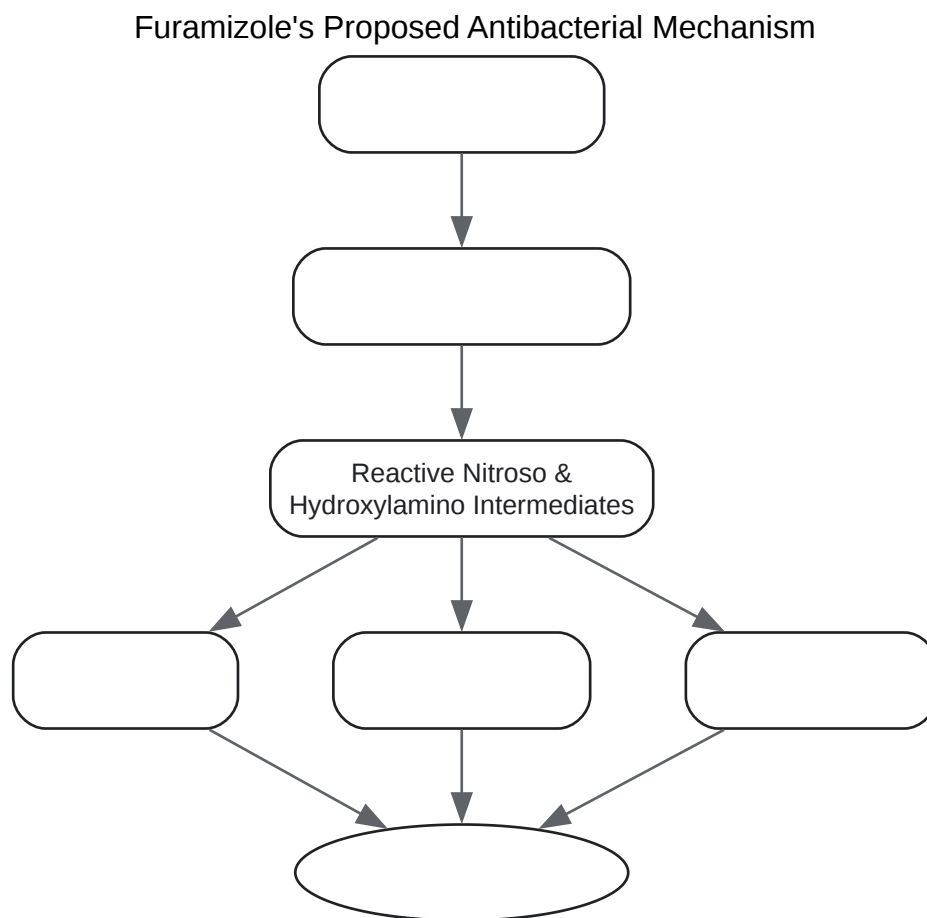 Furamizole's Proposed Antibacterial Mechanism
Reactive Nitroso &
Hydroxylamino Intermediates